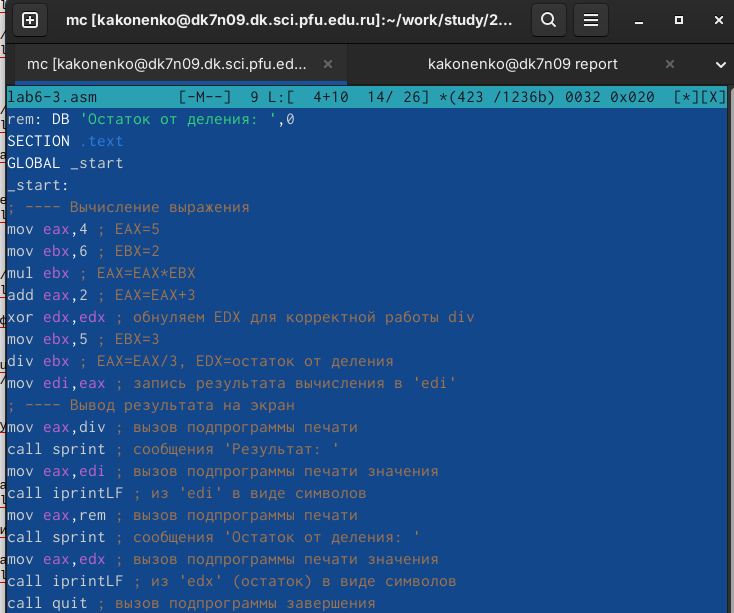 mc [kakonenko@dk7n09.dk.sci.pfu.edu.ru]:~/work/study/2...
mc [kakonenko@dk7n09.dk.sci.pfu.ed...
kakonenko@dk7n09 report
lab6-3.asm [-M--] 9 L:[ 4+10 14/ 26] *(423 /1236b) 0032 0x020 [*][X]
rem: DB 'Остаток от деления: ',0
SECTION .text
GLOBAL _start
_start:
; ---- Вычисление выражения
mov eax,4 ; EAX=5
mov ebx,6 ; EBX=2
mul ebx ; EAX=EAX*EBX
add eax,2 ; EAX=EAX+3
xor edx,edx ; обнуляем EDX для корректной работы div
mov ebx,5 ; EBX=3
div ebx ; EAX=EAX/3, EDX=остаток от деления
mov edi,eax ; запись результата вычисления в 'edi'
; ---- Вывод результата на экран
mov eax,div ; вызов подпрограммы печати
call sprint ; сообщения 'Результат: '
mov eax,edi ; вызов подпрограммы печати значения
call iprintLF ; из 'edi' в виде символов
mov eax,rem ; вызов подпрограммы печати
call sprint ; сообщения 'Остаток от деления: '
mov eax,edx ; вызов подпрограммы печати значения
call iprintLF ; из 'edx' (остаток) в виде символов
call quit ; вызов подпрограммы завершения